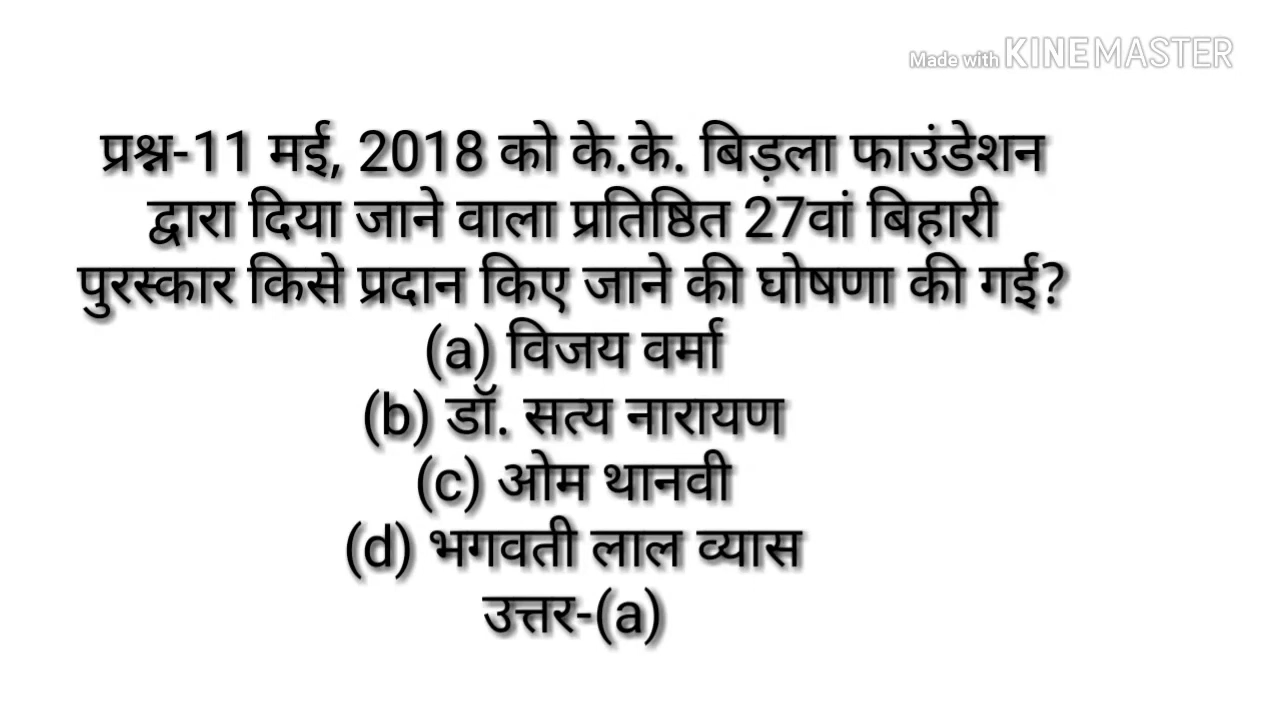 Made with KINEMASTER
प्रश्न-11 मई, 2018 को के.के. बिड़ला फाउंडेशन
द्वारा दिया जाने वाला प्रतिष्ठित 27वां बिहारी
पुरस्कार किसे प्रदान किए जाने की घोषणा की गई?
(a) विजय वर्मा
(b) डॉ. सत्य नारायण
(c) ओम थानवी
(d) भगवती लाल व्यास
उत्तर-(a)